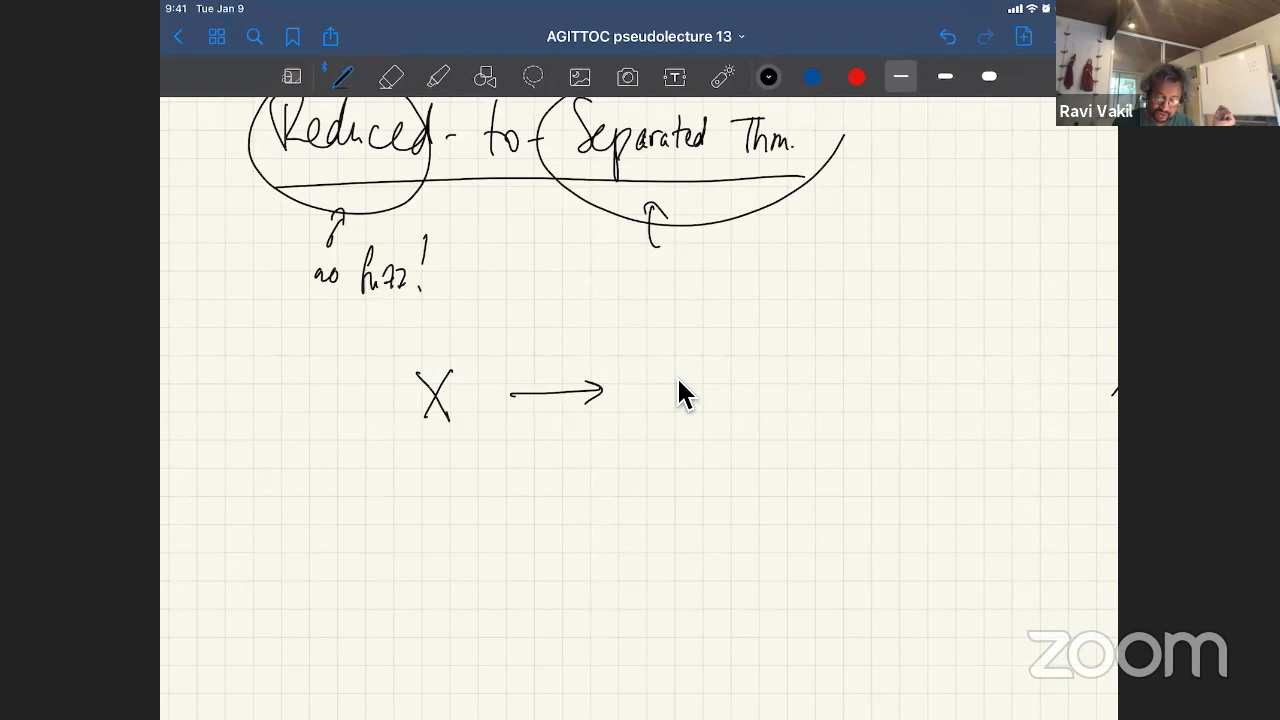 9:41 Tue Jan 9
AGITTOC pseudolecture 13
Ravi Vakil
Reduced - to - Separated Thm.
no fuzz!
X →
zoom